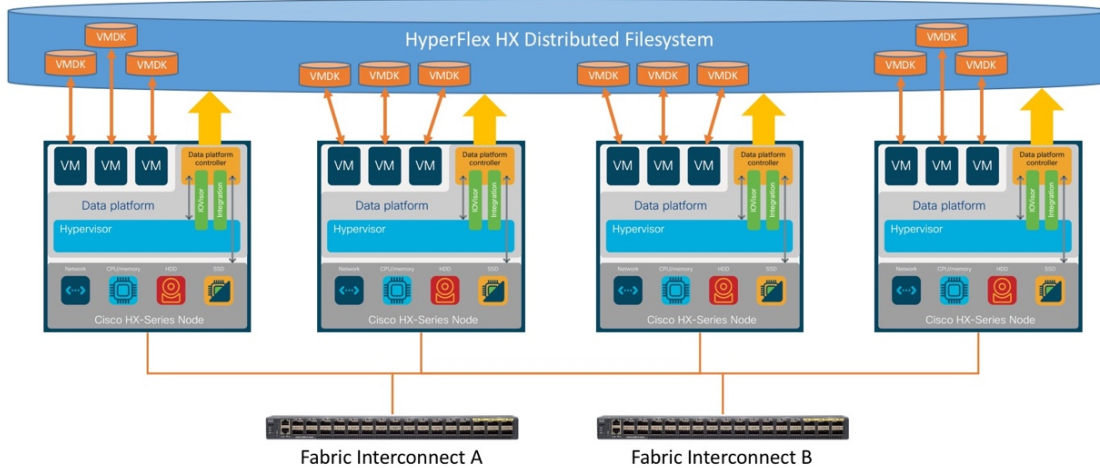 HyperFlex HX Distributed Filesystem
VMDK
VMDK
VMDK
VMDK
VMDK
VMDK
VMDK
VMDK
VMDK
VMDK
VMDK
VMDK
VM
VM
VM
Data platform
controller
IOVisor
Integration
Data platform
Hypervisor
Network
CPU/memory
HDD
SSD
Cisco HX-Series Node
VM
VM
VM
Data platform
controller
IOVisor
Integration
Data platform
Hypervisor
Network
CPU/memory
HDD
SSD
Cisco HX-Series Node
VM
VM
VM
Data platform
controller
IOVisor
Integration
Data platform
Hypervisor
Network
CPU/memory
HDD
SSD
Cisco HX-Series Node
VM
VM
VM
Data platform
controller
IOVisor
Integration
Data platform
Hypervisor
Network
CPU/memory
HDD
SSD
Cisco HX-Series Node
Fabric Interconnect A
Fabric Interconnect B